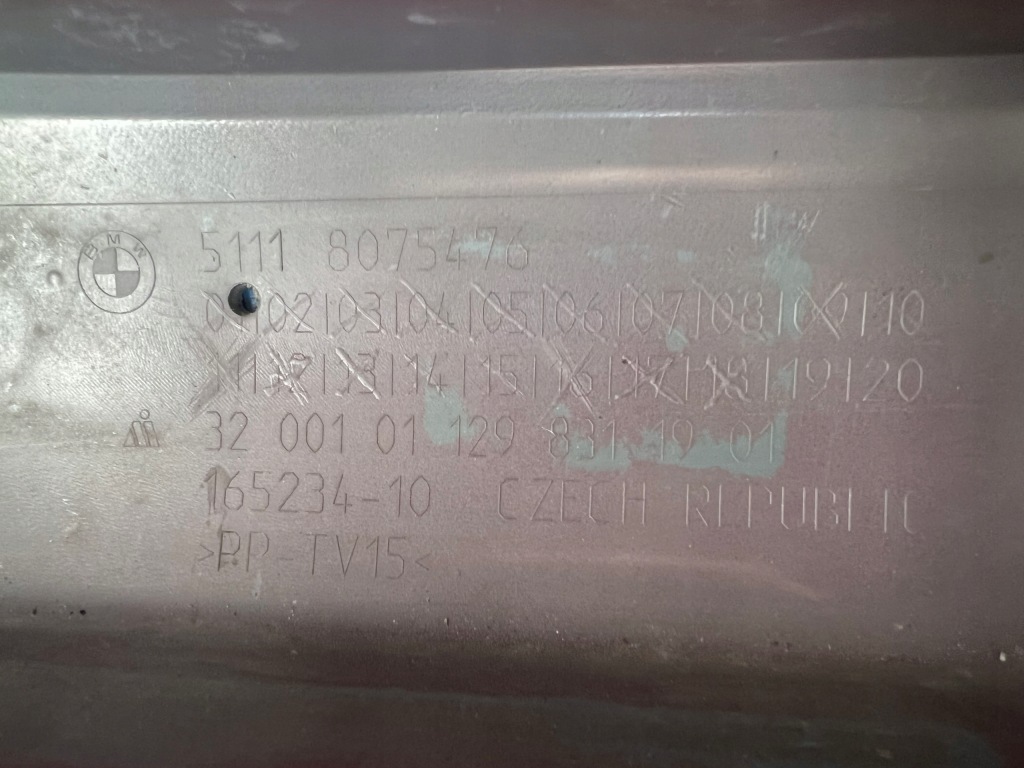 BMW
5111 8075476
01|02|03|04|05|06|07|08|09|10
11|12|13|14|15|16|17|18|19|20
32 001 01 129 831 19 01
165234-10 CZECH REPUBLIC
>PP-TV15<